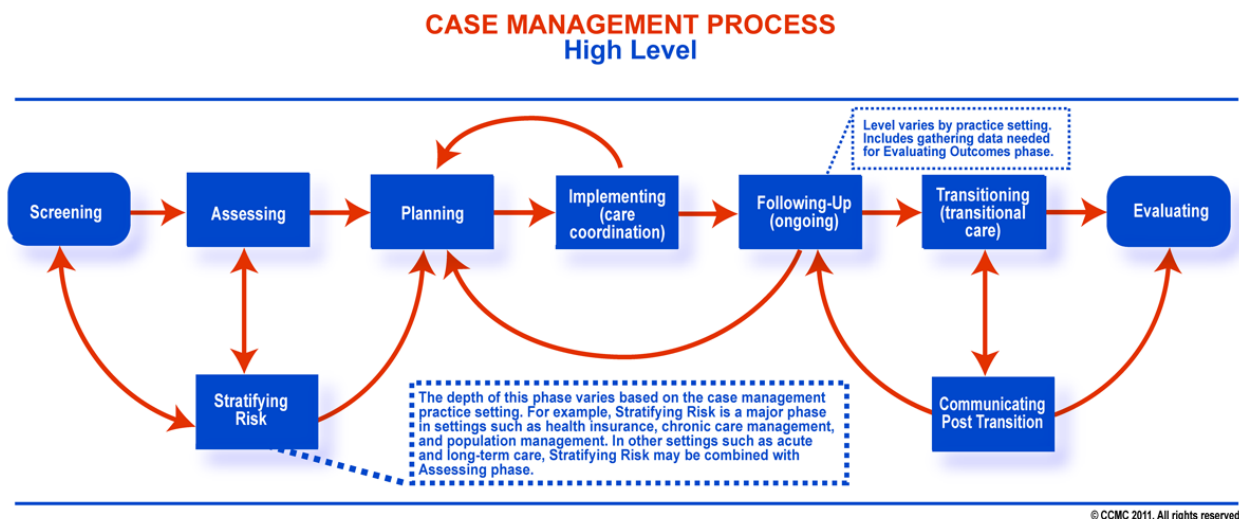 CASE MANAGEMENT PROCESS
High Level
Level varies by practice setting.
Includes gathering data needed
for Evaluating Outcomes phase.
Screening
Assessing
Planning
Implementing
(care
coordination)
Following-Up
(ongoing)
Transitioning
(transitional
care)
Evaluating
Stratifying
Risk
The depth of this phase varies based on the case management
practice setting. For example, Stratifying Risk is a major phase
in settings such as health insurance, chronic care management,
and population management. In other settings such as acute
and long-term care, Stratifying Risk may be combined with
Assessing phase.
Communicating
Post Transition
© CCMC 2011. All rights reserved